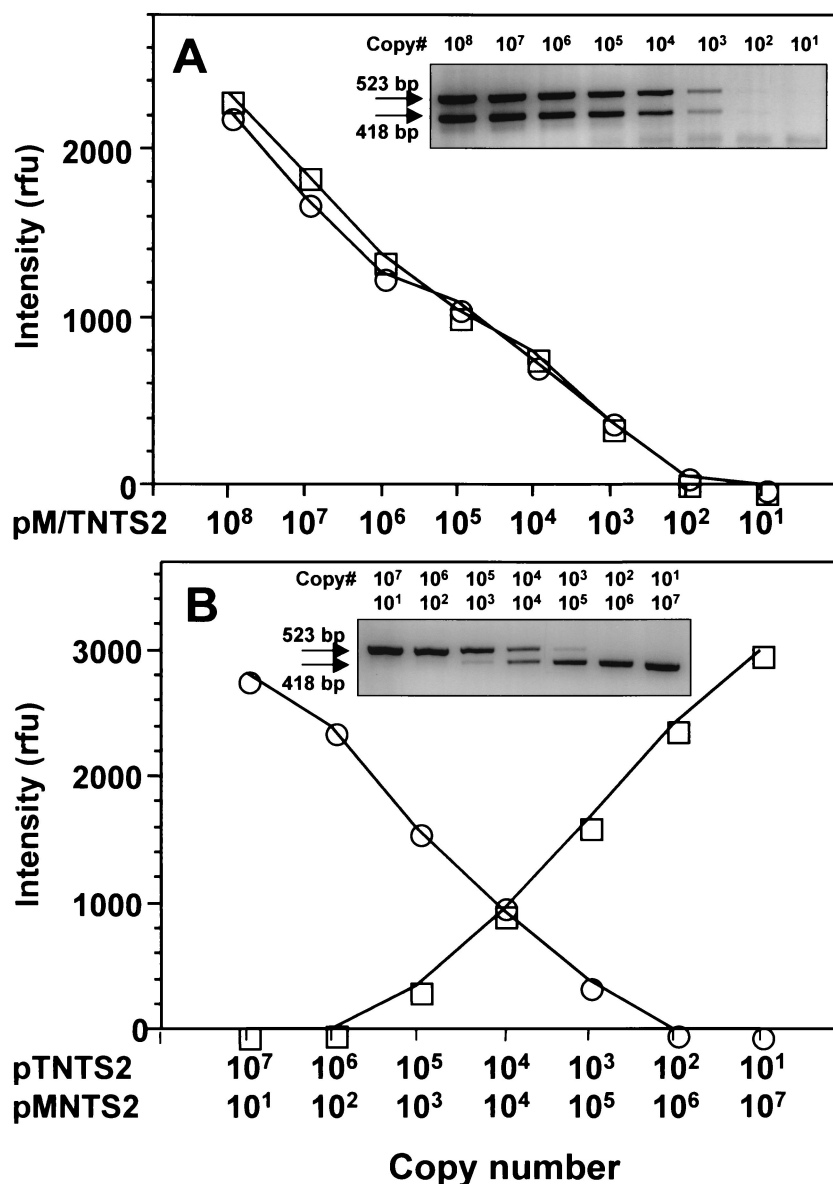 A
Copy# 10⁸ 10⁷ 10⁶ 10⁵ 10⁴ 10³ 10² 10¹
523 bp
418 bp
Intensity (rfu)
2000
1000
0
pM/TNTS2 10⁸ 10⁷ 10⁶ 10⁵ 10⁴ 10³ 10² 10¹
B
Copy# 10⁷ 10⁶ 10⁵ 10⁴ 10³ 10² 10¹
10¹ 10² 10³ 10⁴ 10⁵ 10⁶ 10⁷
523 bp
418 bp
Intensity (rfu)
3000
2000
1000
0
pTNTS2 10⁷ 10⁶ 10⁵ 10⁴ 10³ 10² 10¹
pMNTS2 10¹ 10² 10³ 10⁴ 10⁵ 10⁶ 10⁷
Copy number